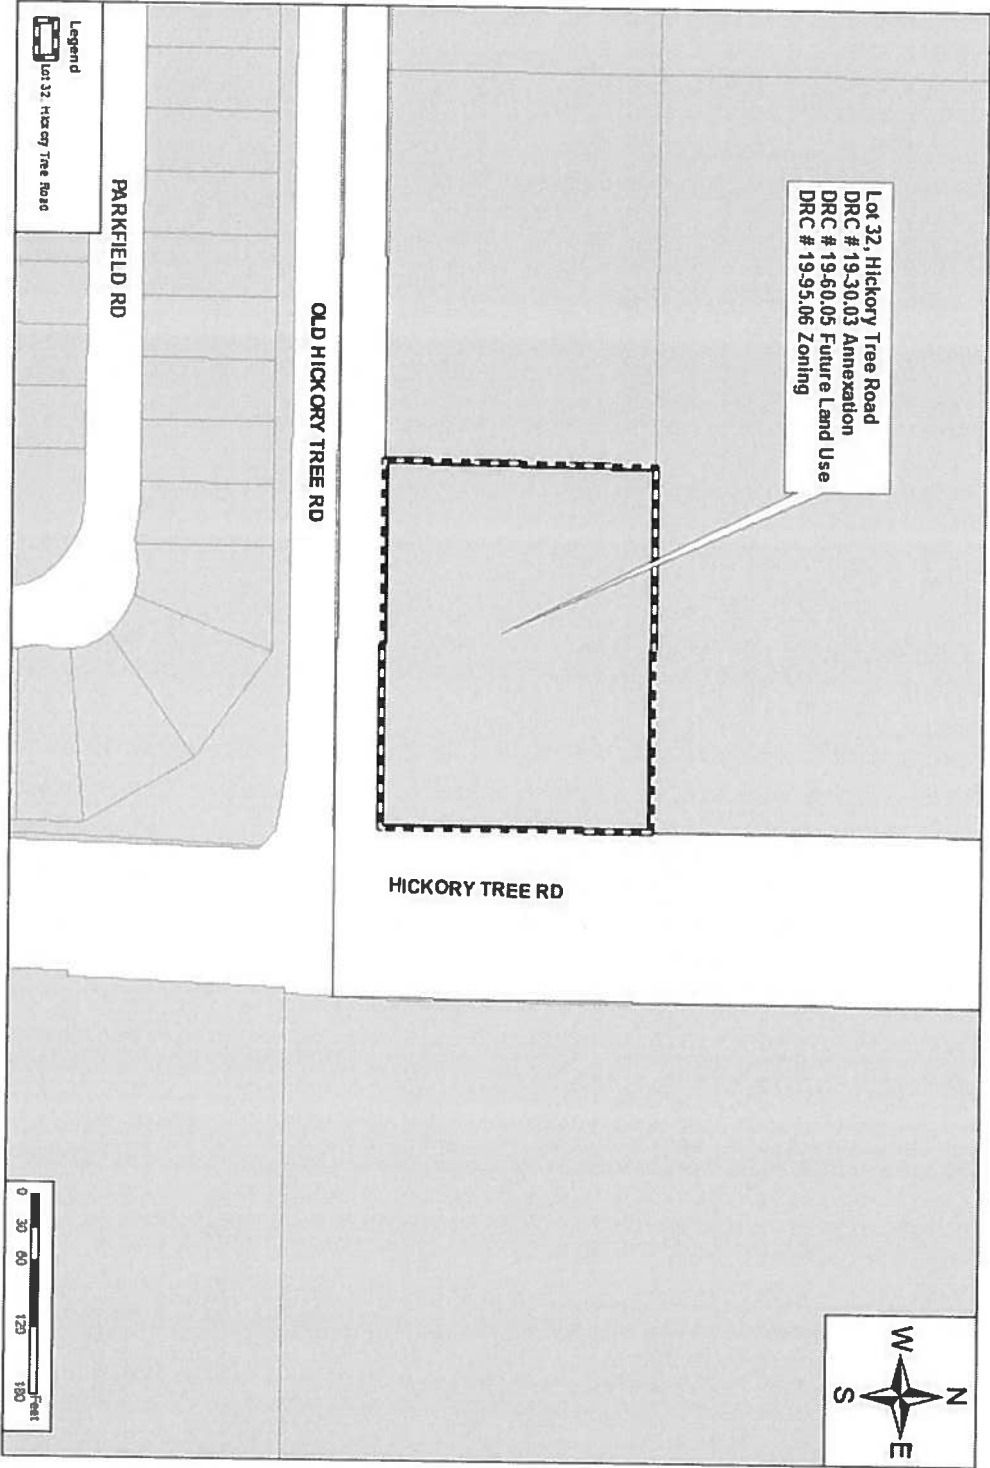 Lot 32, Hickory Tree Road
DRC # 19-30.03 Annexation
DRC # 19-60.05 Future Land Use
DRC # 19-95.06 Zoning
N
W
E
S
HICKORY TREE RD
OLD HICKORY TREE RD
PARKFIELD RD
Legend
Lot 32, Hickory Tree Road
0 30 60 120 180
Feet